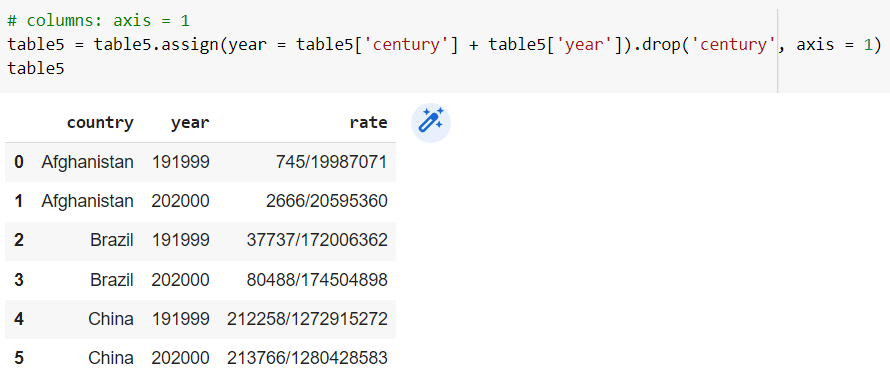 # columns: axis = 1
table5 = table5.assign(year = table5['century'] + table5['year']).drop('century', axis = 1)
table5
country year rate
0 Afghanistan 191999 745/19987071
1 Afghanistan 202000 2666/20595360
2 Brazil 191999 37737/172006362
3 Brazil 202000 80488/174504898
4 China 191999 212258/1272915272
5 China 202000 213766/1280428583